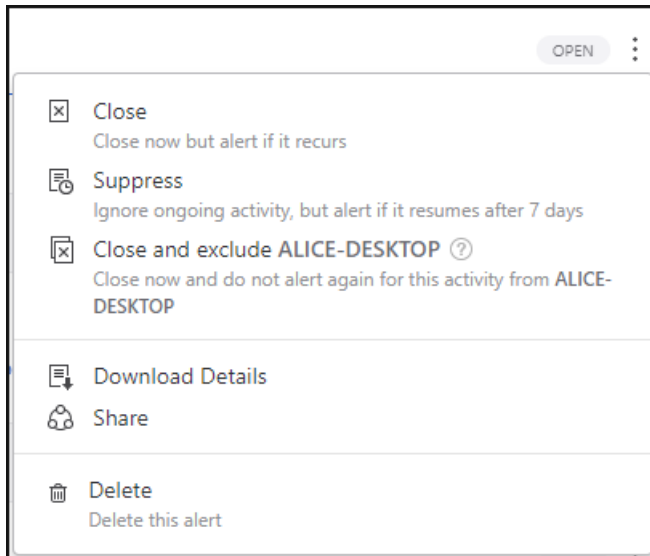 OPEN
Close
Close now but alert if it recurs
Suppress
Ignore ongoing activity, but alert if it resumes after 7 days
Close and exclude ALICE-DESKTOP ?
Close now and do not alert again for this activity from ALICE-
DESKTOP
Download Details
Share
Delete
Delete this alert